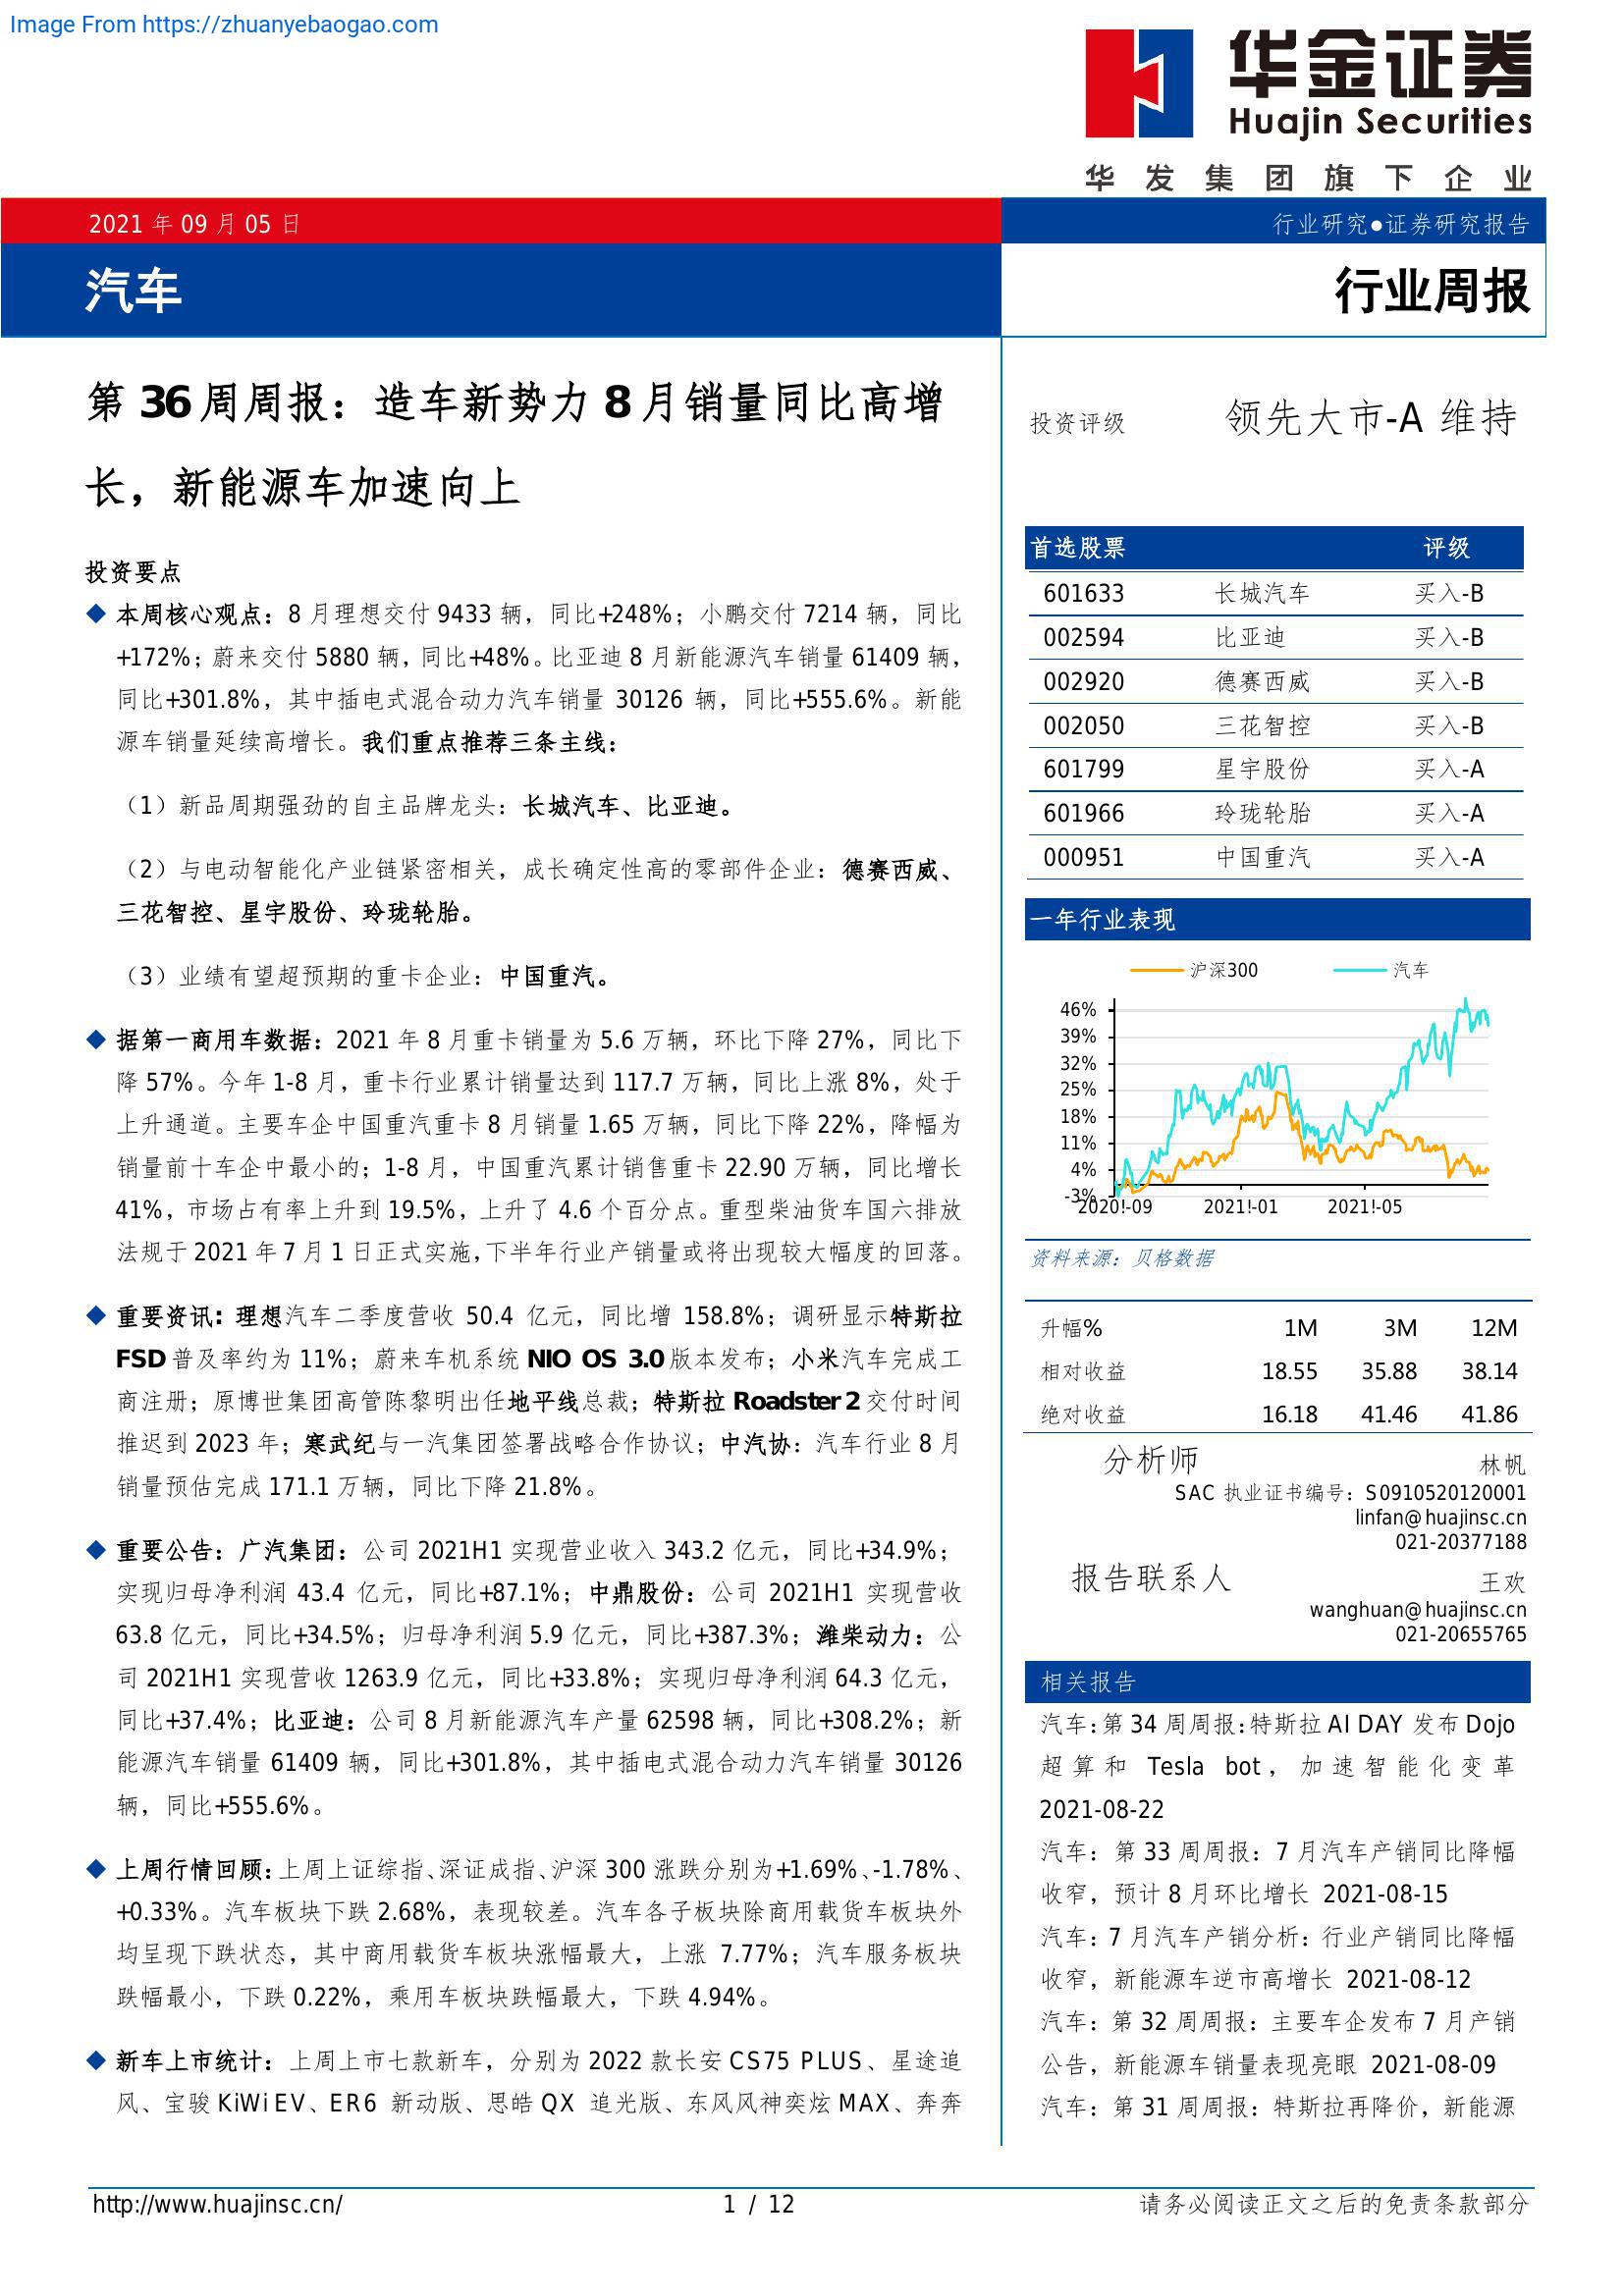 Image From https://zhuanyebaogao.com
华金证券
Huajin Securities
华发集团旗下企业
2021 年 09 月 05 日
行业研究●证券研究报告
汽车
行业周报
第 36 周周报：造车新势力 8 月销量同比高增
长，新能源车加速向上
投资要点
◆ 本周核心观点：8 月理想交付 9433 辆，同比+248%；小鹏交付 7214 辆，同比
+172%；蔚来交付 5880 辆，同比+48%。比亚迪 8 月新能源汽车销量 61409 辆，
同比+301.8%，其中插电式混合动力汽车销量 30126 辆，同比+555.6%。新能
源车销量延续高增长。我们重点推荐三条主线：
（1）新品周期强劲的自主品牌龙头：长城汽车、比亚迪。
（2）与电动智能化产业链紧密相关，成长确定性高的零部件企业：德赛西威、
三花智控、星宇股份、玲珑轮胎。
（3）业绩有望超预期的重卡企业：中国重汽。
◆ 据第一商用车数据：2021 年 8 月重卡销量为 5.6 万辆，环比下降 27%，同比下
降 57%。今年 1-8 月，重卡行业累计销量达到 117.7 万辆，同比上涨 8%，处于
上升通道。主要车企中国重汽重卡 8 月销量 1.65 万辆，同比下降 22%，降幅为
销量前十车企中最小的；1-8 月，中国重汽累计销售重卡 22.90 万辆，同比增长
41%，市场占有率上升到 19.5%，上升了 4.6 个百分点。重型柴油货车国六排放
法规于 2021 年 7 月 1 日正式实施，下半年行业产销量或将出现较大幅度的回落。
◆ 重要资讯：理想汽车二季度营收 50.4 亿元，同比增 158.8%；调研显示特斯拉
FSD 普及率约为 11%；蔚来车机系统 NIO OS 3.0 版本发布；小米汽车完成工
商注册；原博世集团高管陈黎明出任地平线总裁；特斯拉 Roadster 2 交付时间
推迟到 2023 年；寒武纪与一汽集团签署战略合作协议；中汽协：汽车行业 8 月
销量预估完成 171.1 万辆，同比下降 21.8%。
◆ 重要公告：广汽集团：公司 2021H1 实现营业收入 343.2 亿元，同比+34.9%；
实现归母净利润 43.4 亿元，同比+87.1%；中鼎股份：公司 2021H1 实现营收
63.8 亿元，同比+34.5%；归母净利润 5.9 亿元，同比+387.3%；潍柴动力：公
司 2021H1 实现营收 1263.9 亿元，同比+33.8%；实现归母净利润 64.3 亿元，
同比+37.4%；比亚迪：公司 8 月新能源汽车产量 62598 辆，同比+308.2%；新
能源汽车销量 61409 辆，同比+301.8%，其中插电式混合动力汽车销量 30126
辆，同比+555.6%。
◆ 上周行情回顾：上周上证综指、深证成指、沪深 300 涨跌分别为+1.69%、-1.78%、
+0.33%。汽车板块下跌 2.68%，表现较差。汽车各子板块除商用载货车板块外
均呈现下跌状态，其中商用载货车板块涨幅最大，上涨 7.77%；汽车服务板块
跌幅最小，下跌 0.22%，乘用车板块跌幅最大，下跌 4.94%。
◆ 新车上市统计：上周上市七款新车，分别为 2022 款长安 CS75 PLUS、星途追
风、宝骏 KiWi EV、ER6 新动版、思皓 QX 追光版、东风风神奕炫 MAX、奔奔
投资评级 领先大市-A 维持
首选股票 评级
601633 长城汽车 买入-B
002594 比亚迪 买入-B
002920 德赛西威 买入-B
002050 三花智控 买入-B
601799 星宇股份 买入-A
601966 玲珑轮胎 买入-A
000951 中国重汽 买入-A
一年行业表现
沪深300 汽车
46%
39%
32%
25%
18%
11%
4%
-3%
2020!-09 2021!-01 2021!-05
资料来源：贝格数据
升幅% 1M 3M 12M
相对收益 18.55 35.88 38.14
绝对收益 16.18 41.46 41.86
分析师 林帆
SAC 执业证书编号：S0910520120001
linfan@huajinsc.cn
021-20377188
报告联系人 王欢
wanghuan@huajinsc.cn
021-20655765
相关报告
汽车：第 34 周周报：特斯拉 AI DAY 发布 Dojo
超算和 Tesla bot，加速智能化变革
2021-08-22
汽车：第 33 周周报：7 月汽车产销同比降幅
收窄，预计 8 月环比增长 2021-08-15
汽车：7 月汽车产销分析：行业产销同比降幅
收窄，新能源车逆市高增长 2021-08-12
汽车：第 32 周周报：主要车企发布 7 月产销
公告，新能源车销量表现亮眼 2021-08-09
汽车：第 31 周周报：特斯拉再降价，新能源
http://www.huajinsc.cn/ 1 / 12 请务必阅读正文之后的免责条款部分